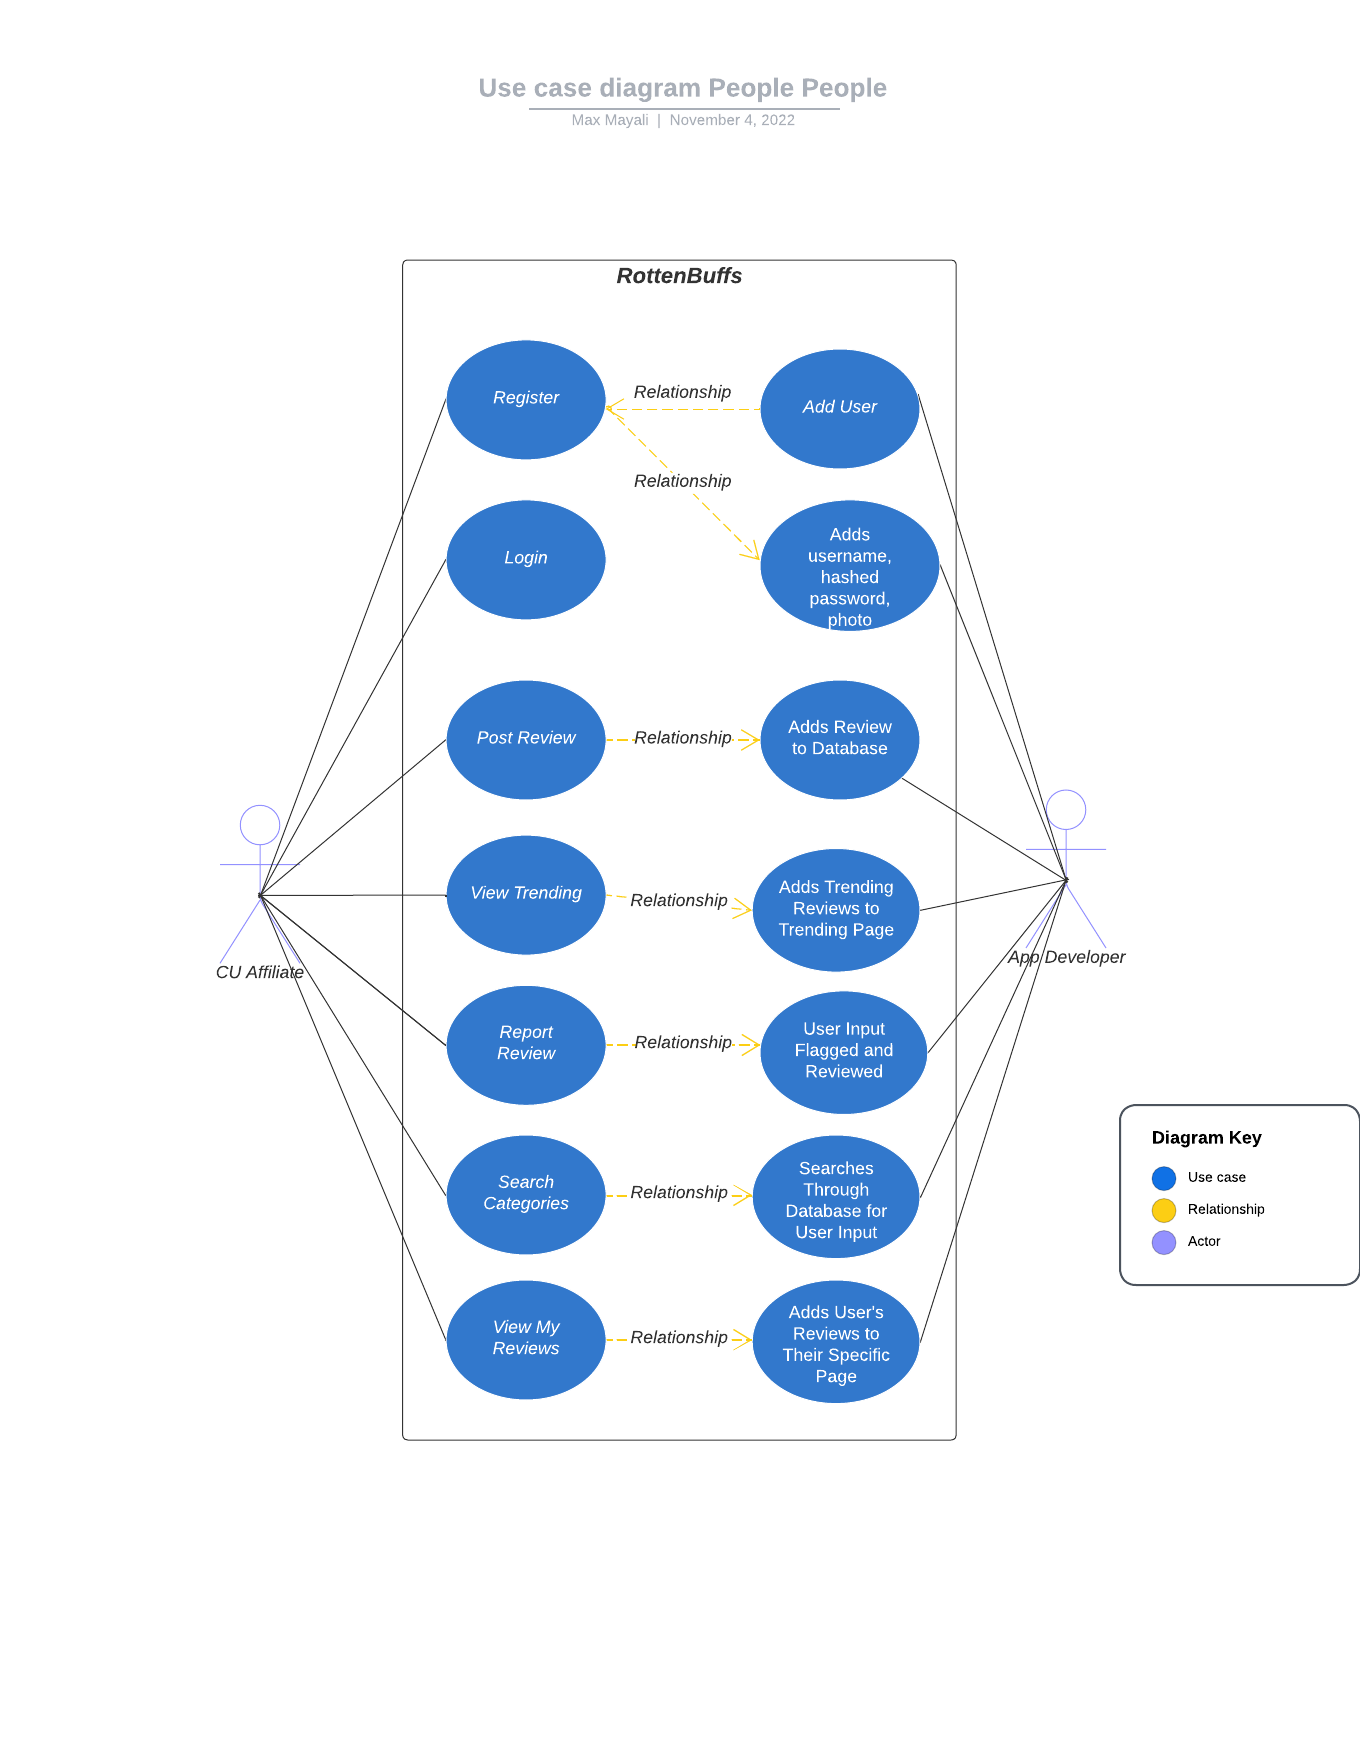 Use case diagram People People
Max Mayali | November 4, 2022
RottenBuffs
Register
Relationship
Add User
Relationship
Login
Adds
username,
hashed
password,
photo
Post Review
Relationship
Adds Review
to Database
View Trending
Relationship
Adds Trending
Reviews to
Trending Page
CU Affiliate
App Developer
Report
Review
Relationship
User Input
Flagged and
Reviewed
Search
Categories
Relationship
Searches
Through
Database for
User Input
View My
Reviews
Relationship
Adds User's
Reviews to
Their Specific
Page
Diagram Key
Use case
Relationship
Actor